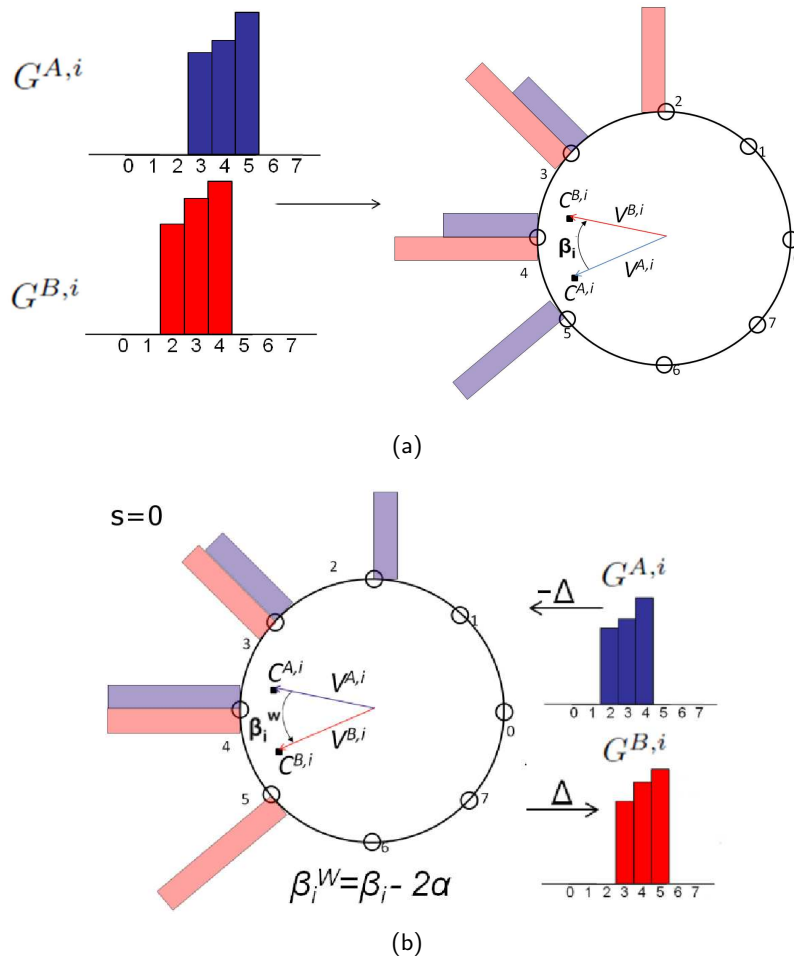 G^{A,i}
0 1 2 3 4 5 6 7
G^{B,i}
0 1 2 3 4 5 6 7
2
1
3
C^{B,i}
V^{B,i}
β_i
4
C^{A,i}
V^{A,i}
5
7
6
(a)
s=0
2
1
3
C^{A,i}
V^{A,i}
β_i^w
V^{B,i}
C^{B,i}
4
0
5
7
6
G^{A,i}
-Δ
0 1 2 3 4 5 6 7
G^{B,i}
Δ
0 1 2 3 4 5 6 7
β_i^W=β_i- 2α
(b)